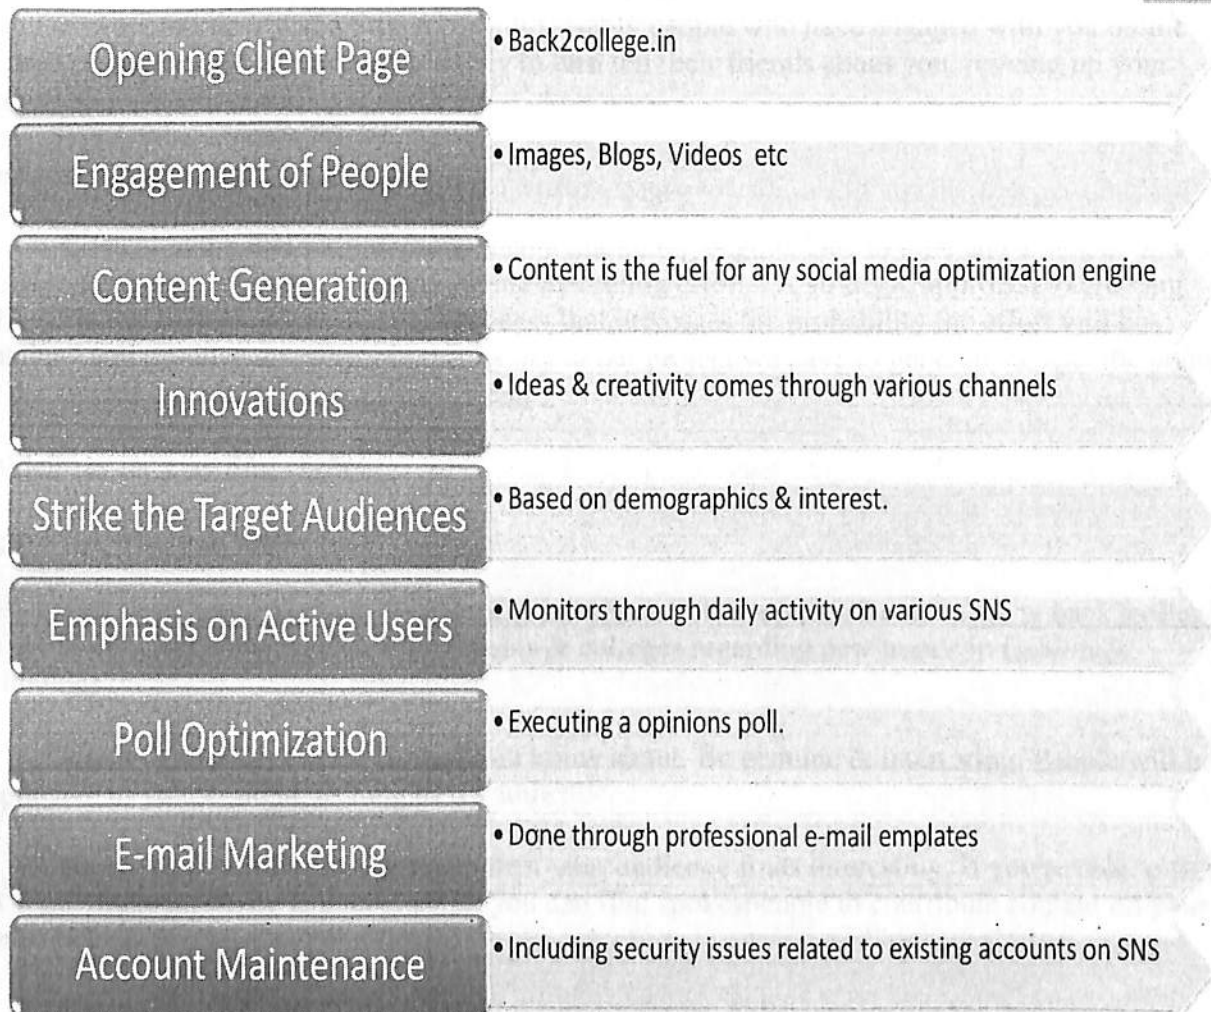 Opening Client Page
• Back2college.in
Engagement of People
• Images, Blogs, Videos etc
Content Generation
• Content is the fuel for any social media optimization engine
Innovations
• Ideas & creativity comes through various channels
Strike the Target Audiences
• Based on demographics & interest.
Emphasis on Active Users
• Monitors through daily activity on various SNS
Poll Optimization
• Executing a opinions poll.
E-mail Marketing
• Done through professional e-mail emplates
Account Maintenance
• Including security issues related to existing accounts on SNS